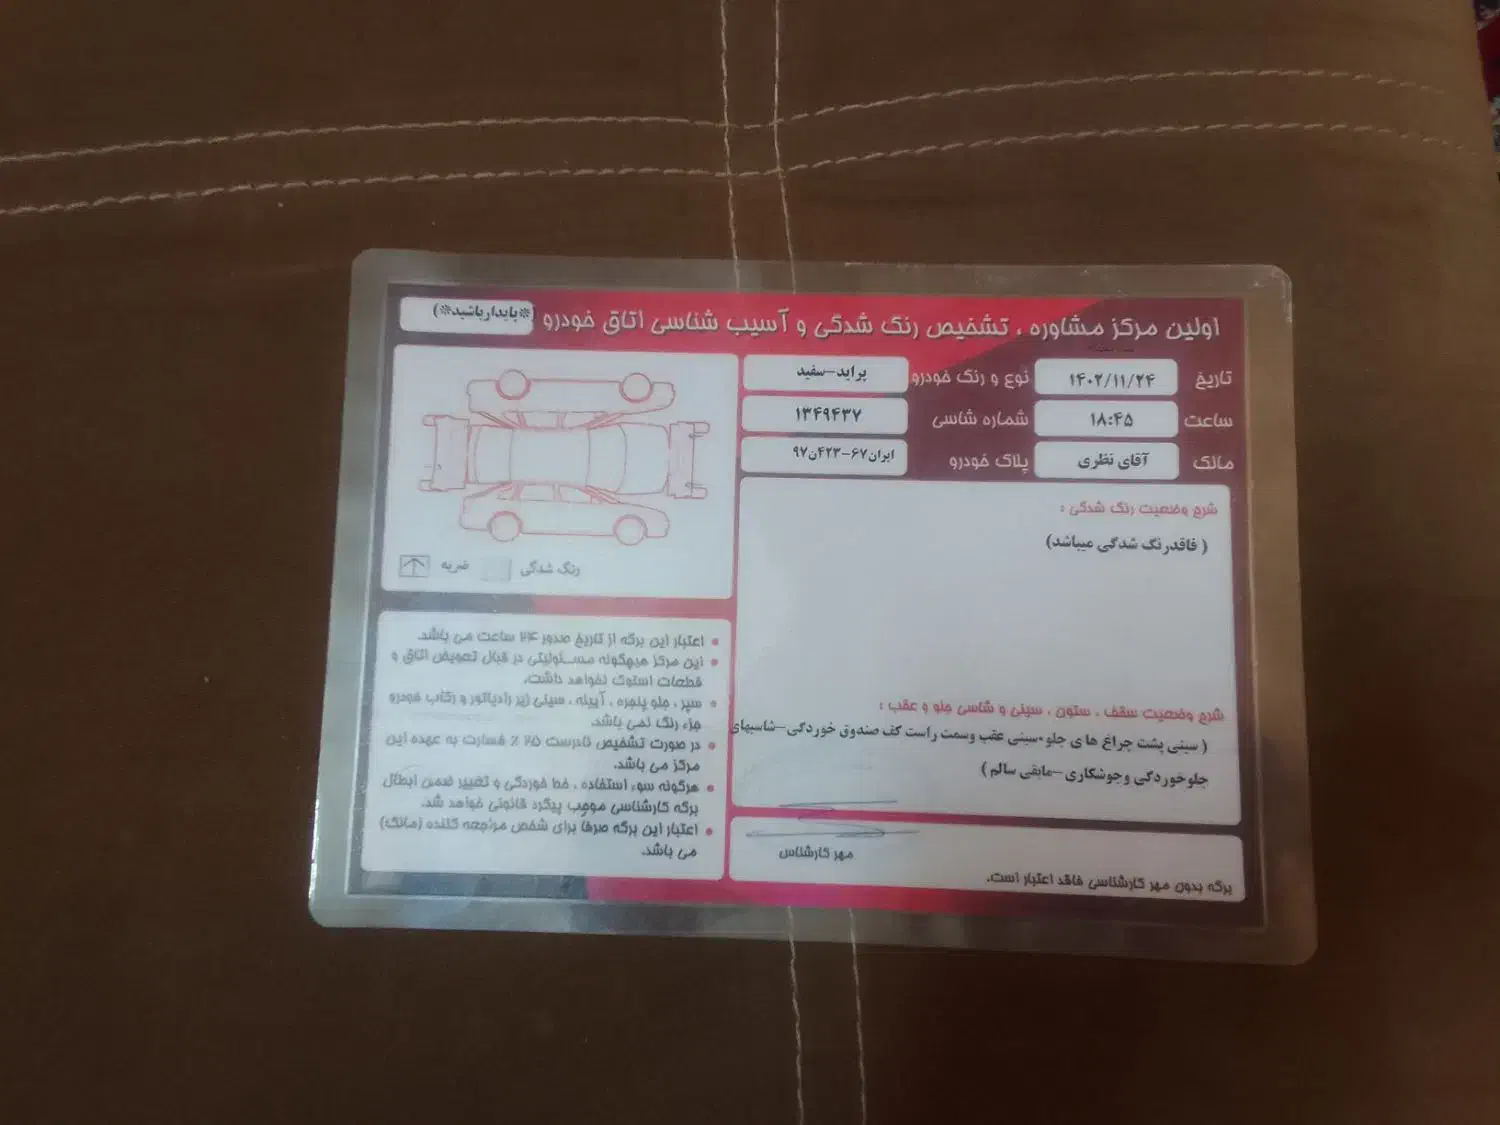 اولین مرکز مشاوره ، تشخیص رنگ شدگی و آسیب شناسی اتاق خودرو (*پایدارباشید*)
تاریخ ۱۴۰۲/۱۱/۲۴ نوع و رنگ خودرو پراید-سفید
ساعت ۱۸:۴۵ شماره شاسی ۱۳۴۹۴۳۷
مالک آقای نظری پلاک خودرو ایران۶۷-۴۲۳ن۹۷
شرح وضعیت رنگ شدگی :
( فاقدرنگ شدگی میباشد)
شرح وضعیت سقف ، ستون ، سینی و شاسی جلو و عقب :
( سینی پشت چراغ ها ی جلو-سینی عقب وسمت راست کف صندوق خوردگی-شاسیهای
جلوخوردگی وجوشکاری -مابقی سالم )
مهر کارشناس
برگه بدون مهر کارشناسی فاقد اعتبار است.
رنگ شدگی ضربه
• اعتبار این برگه از تاریخ صدور ۲۴ ساعت می باشد.
• این مرکز هیچگونه مسئولیتی در قبال تعویض اتاق و
قطعات استوک نخواهد داشت.
• سپر ، جلو پنجره ، آیینه ، سینی زیر رادیاتور و رکاب خودرو
جزء رنگ نمی باشد.
• در صورت تشخیص نادرست ۲۵ ٪ خسارت به عهده این
مرکز می باشد.
• هرگونه سوء استفاده ، خط خوردگی و تغییر ضمن ابطال
برگه کارشناسی موجب پیگرد قانونی خواهد شد.
• اعتبار این برگه صرفا برای شخص مراجعه کننده (مالک)
می باشد.